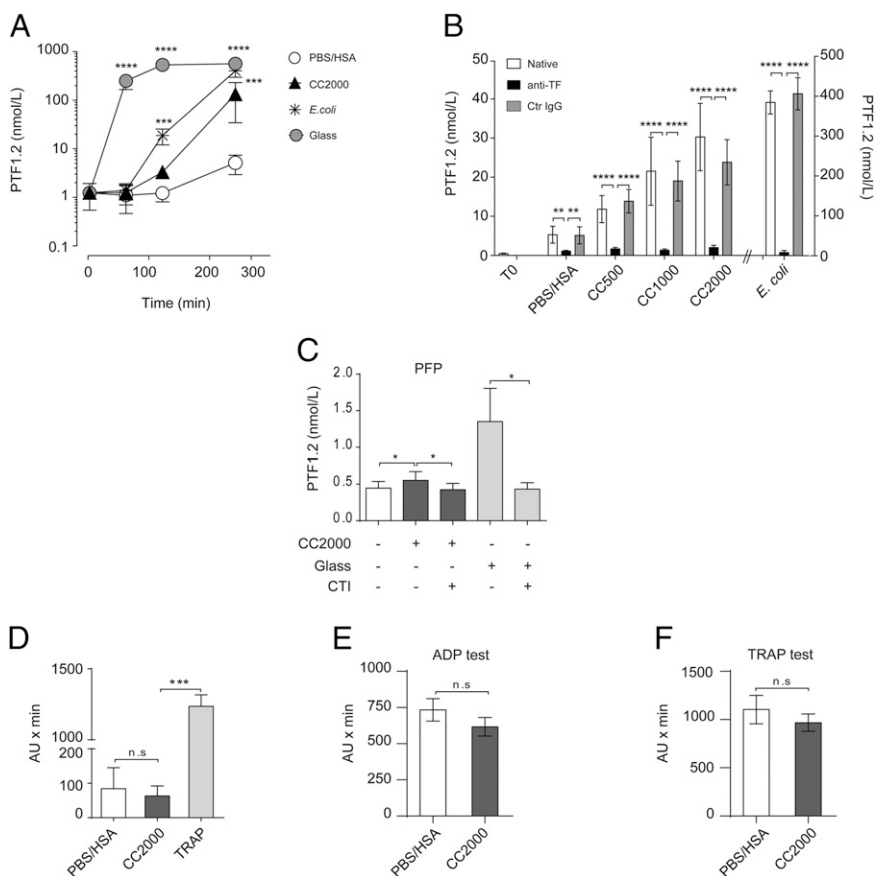 A
PTF1.2 (nmol/L)
1000
100
10
1
0.1
0 100 200 300
Time (min)
****
****
****
***
***
PBS/HSA
CC2000
E.coli
Glass
B
PTF1.2 (nmol/L)
50
40
30
20
10
0
Native
anti-TF
Ctr IgG
** **
**** ****
**** ****
**** ****
**** ****
T0
PBS/HSA
CC500
CC1000
CC2000
E. coli
500
400
300
200
100
0
PTF1.2 (nmol/L)
C
PFP
PTF1.2 (nmol/L)
2.0
1.5
1.0
0.5
0.0
* * *
CC2000 - + + - -
Glass - - - + +
CTI - - + - +
D
AU x min
1500
1000
200
100
0
n.s
***
PBS/HSA
CC2000
TRAP
E
ADP test
AU x min
1000
750
500
250
0
n.s
PBS/HSA
CC2000
F
TRAP test
AU x min
1500
1000
500
0
n.s
PBS/HSA
CC2000